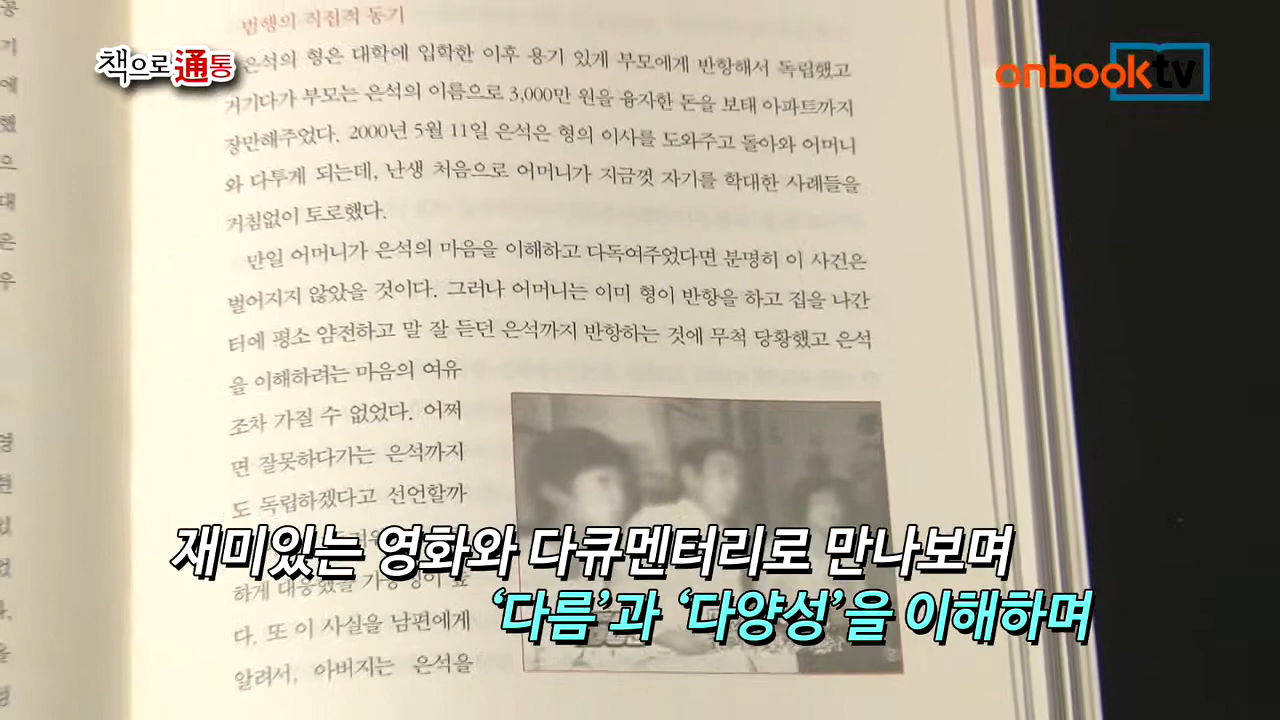 책으로 通통
onbooktv
범행의 직접적 동기
은석의 형은 대학에 입학한 이후 용기 있게 부모에게 반항해서 독립했고
거기다가 부모는 은석의 이름으로 3,000만 원을 융자한 돈을 보태 아파트까지
장만해주었다. 2000년 5월 11일 은석은 형의 이사를 도와주고 돌아와 어머니
와 다투게 되는데, 난생 처음으로 어머니가 지금껏 자기를 학대한 사례들을
거침없이 토로했다.
만일 어머니가 은석의 마음을 이해하고 다독여주었다면 분명히 이 사건은
벌어지지 않았을 것이다. 그러나 어머니는 이미 형이 반항을 하고 집을 나간
터에 평소 얌전하고 말 잘 듣던 은석까지 반항하는 것에 무척 당황했고 은석
을 이해하려는 마음의 여유
조차 가질 수 없었다. 어쩌
면 잘못하다가는 은석까지
도 독립하겠다고 선언할까
하게 대응했을 가능성이
다. 또 이 사실을 남편에게
알려서, 아버지는 은석을
재미있는 영화와 다큐멘터리로 만나보며
‘다름’과 ‘다양성’을 이해하며